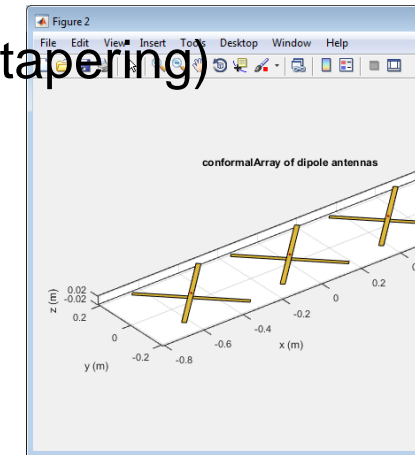 Figure 2
File Edit View Insert Tools Desktop Window Help
tapering)
conformalArray of dipole antennas
0.02
-0.02
0.2
0
-0.2
z (m)
y (m)
-0.8
-0.6
-0.4
-0.2
0
0.2
x (m)